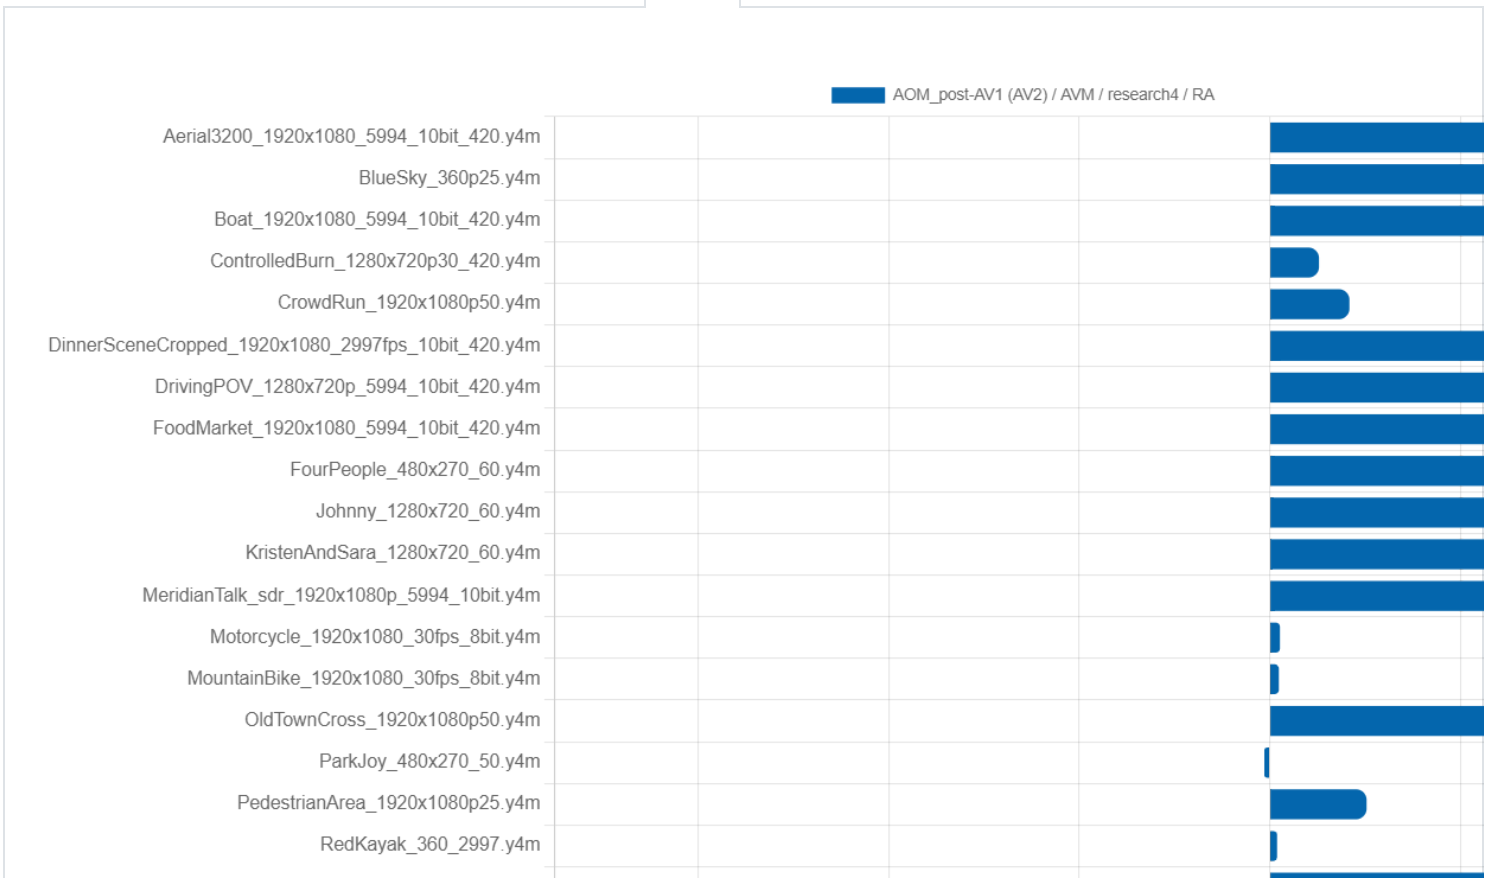 AOM_post-AV1 (AV2) / AVM / research4 / RA
Aerial3200_1920x1080_5994_10bit_420.y4m
BlueSky_360p25.y4m
Boat_1920x1080_5994_10bit_420.y4m
ControlledBurn_1280x720p30_420.y4m
CrowdRun_1920x1080p50.y4m
DinnerSceneCropped_1920x1080_2997fps_10bit_420.y4m
DrivingPOV_1280x720p_5994_10bit_420.y4m
FoodMarket_1920x1080_5994_10bit_420.y4m
FourPeople_480x270_60.y4m
Johnny_1280x720_60.y4m
KristenAndSara_1280x720_60.y4m
MeridianTalk_sdr_1920x1080p_5994_10bit.y4m
Motorcycle_1920x1080_30fps_8bit.y4m
MountainBike_1920x1080_30fps_8bit.y4m
OldTownCross_1920x1080p50.y4m
ParkJoy_480x270_50.y4m
PedestrianArea_1920x1080p25.y4m
RedKayak_360_2997.y4m